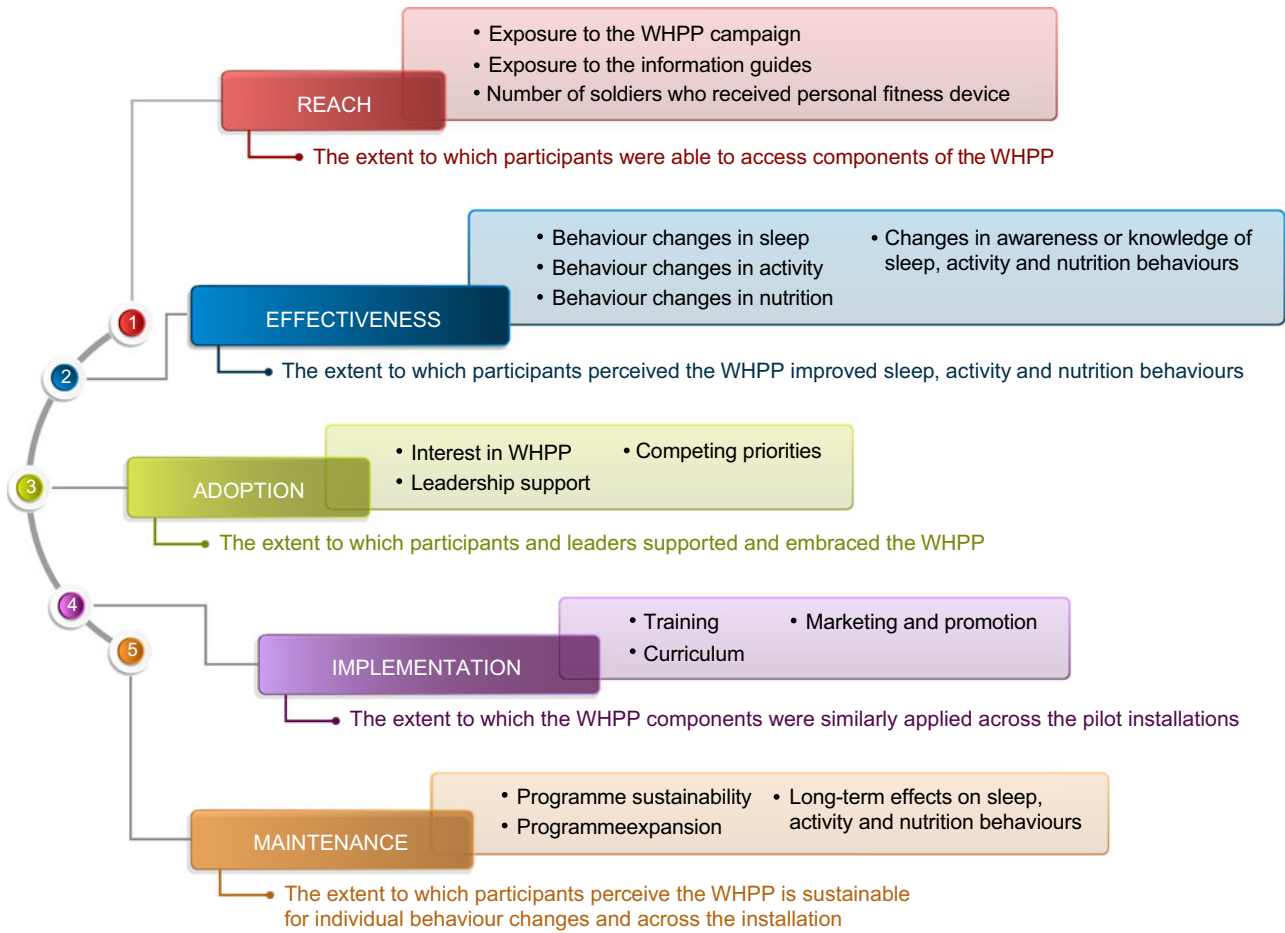 • Exposure to the WHPP campaign
• Exposure to the information guides
• Number of soldiers who received personal fitness device
REACH
The extent to which participants were able to access components of the WHPP
1
• Behaviour changes in sleep
• Behaviour changes in activity
• Behaviour changes in nutrition
• Changes in awareness or knowledge of
sleep, activity and nutrition behaviours
EFFECTIVENESS
The extent to which participants perceived the WHPP improved sleep, activity and nutrition behaviours
2
• Interest in WHPP
• Leadership support
• Competing priorities
3
ADOPTION
The extent to which participants and leaders supported and embraced the WHPP
4
• Training
• Curriculum
• Marketing and promotion
IMPLEMENTATION
The extent to which the WHPP components were similarly applied across the pilot installations
5
• Programme sustainability
• Programmeexpansion
• Long-term effects on sleep,
activity and nutrition behaviours
MAINTENANCE
The extent to which participants perceive the WHPP is sustainable
for individual behaviour changes and across the installation